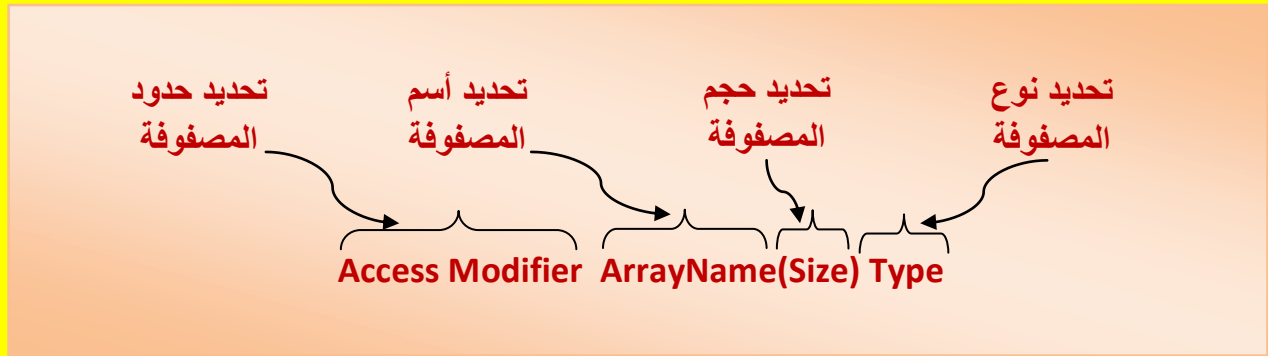 تحديد نوع
المصفوفة
تحديد حجم
المصفوفة
تحديد أسم
المصفوفة
تحديد حدود
المصفوفة
Access Modifier ArrayName(Size) Type